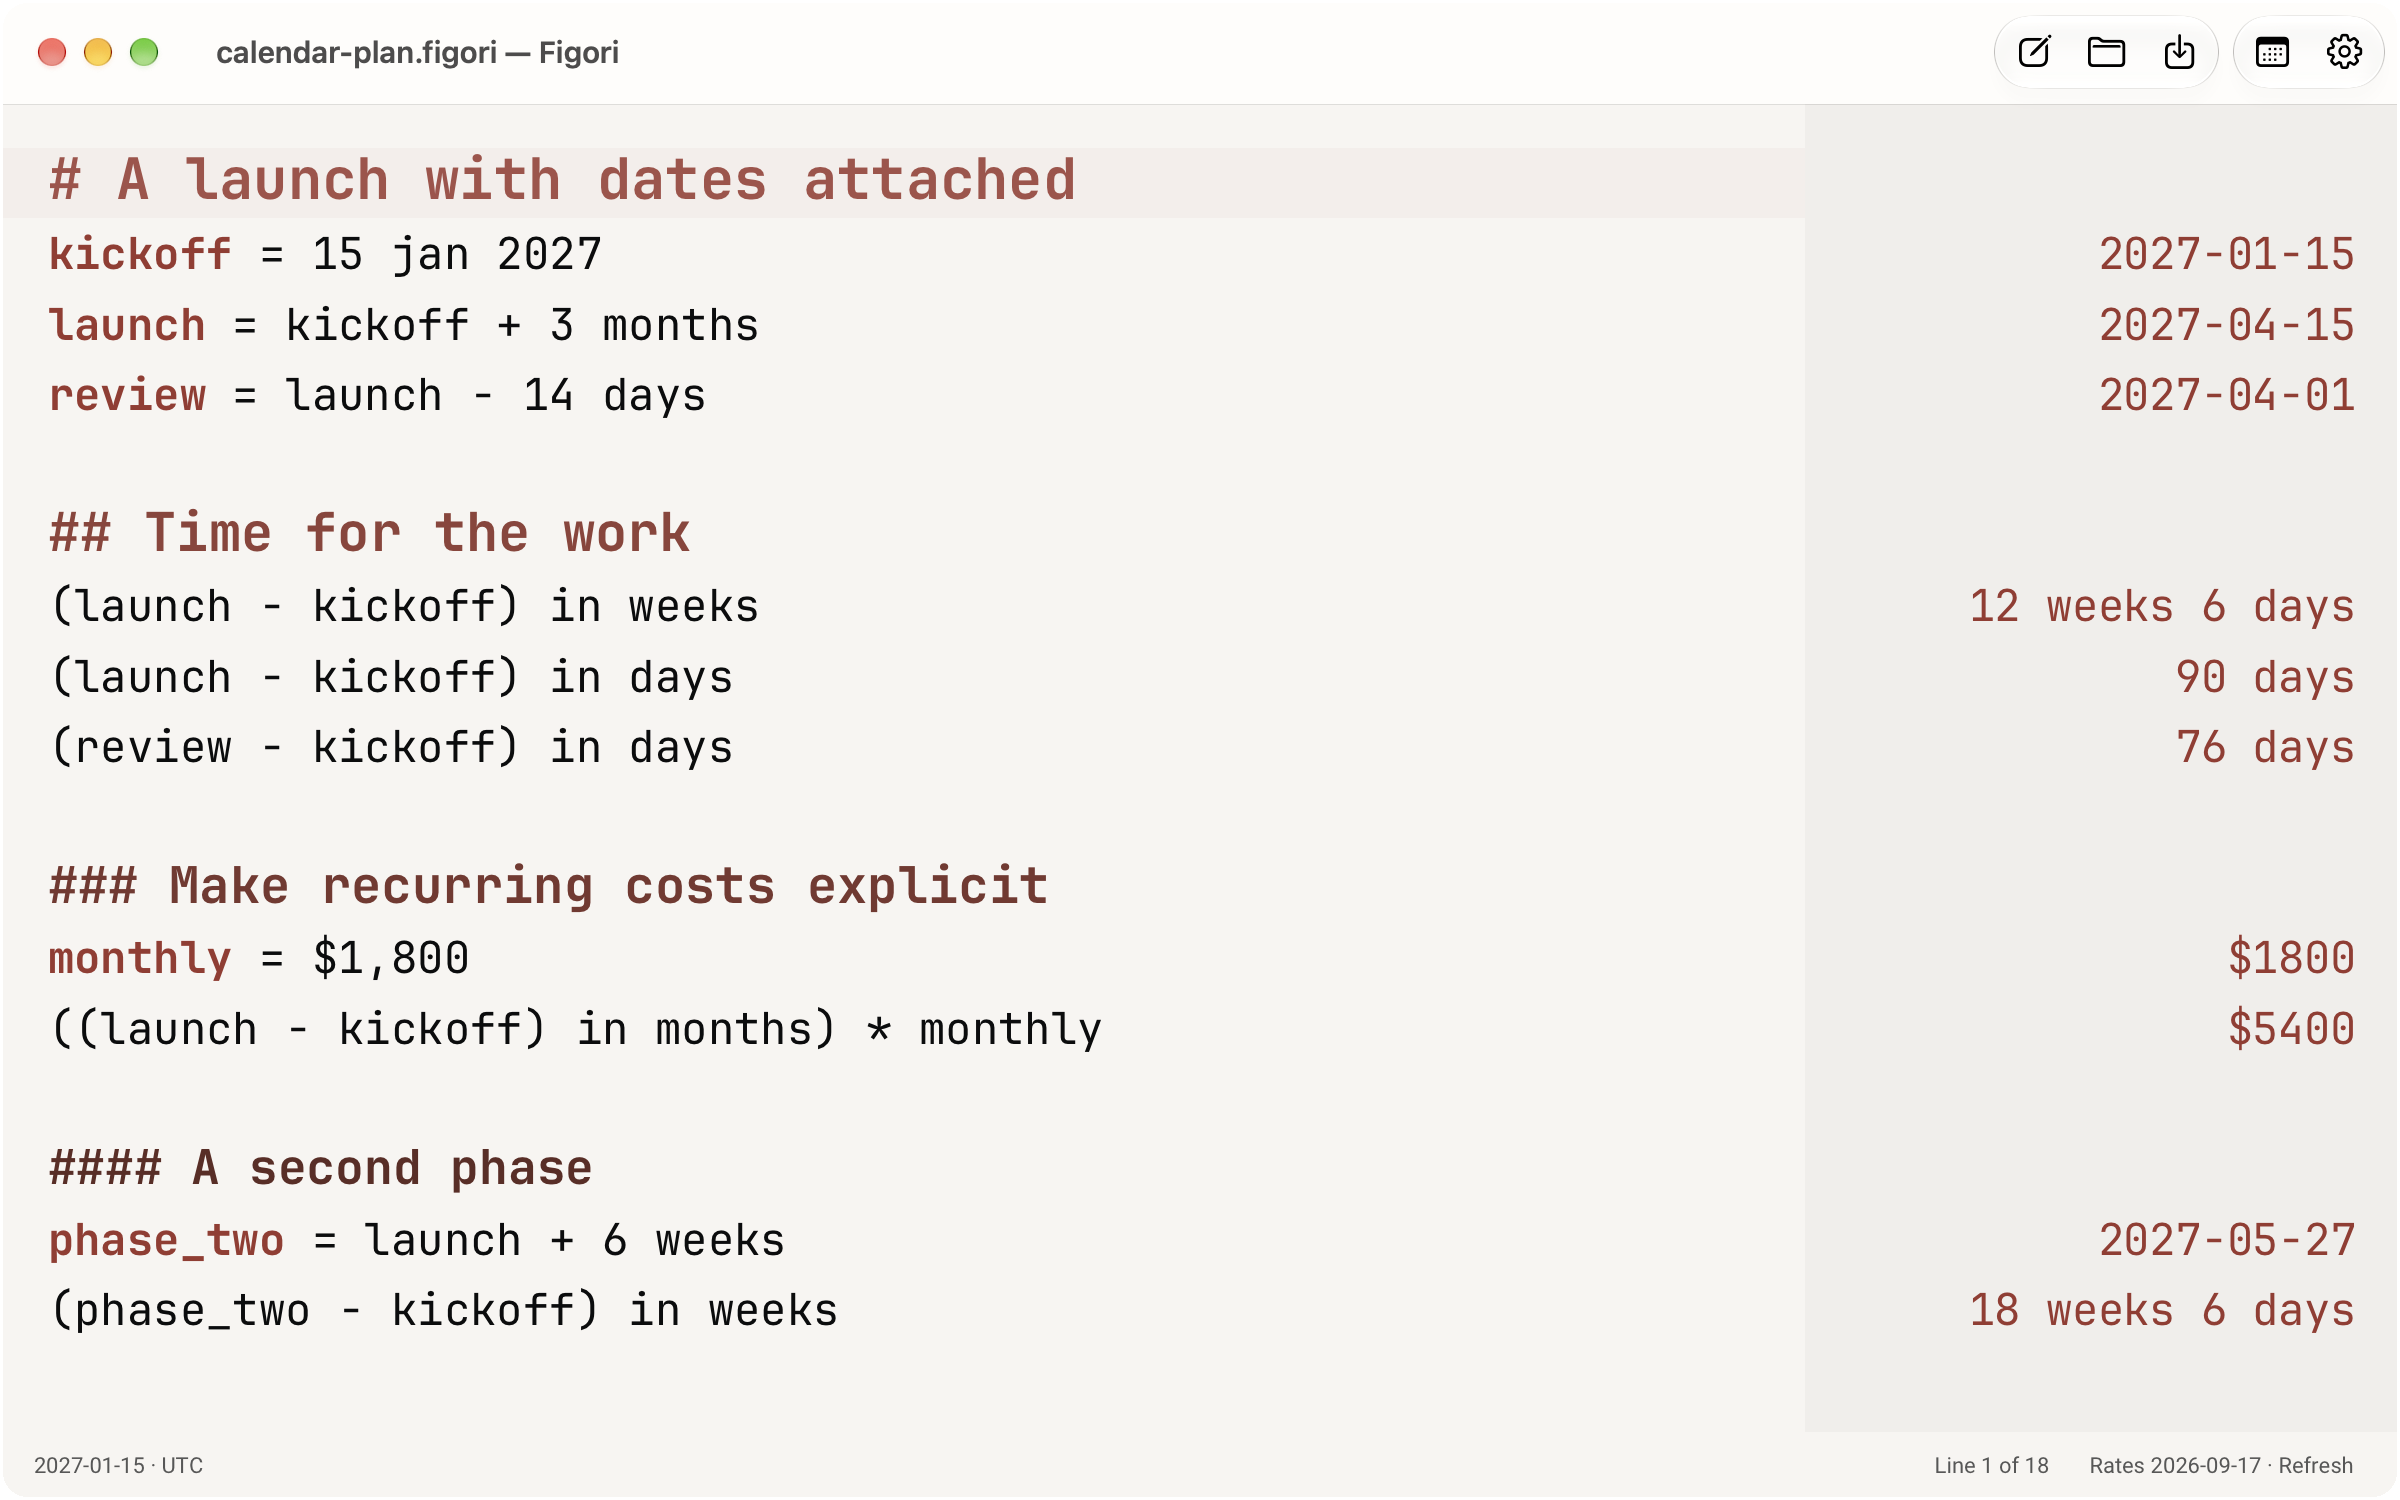 calendar-plan.figori — Figori
# A launch with dates attached
kickoff = 15 jan 2027 2027-01-15
launch = kickoff + 3 months 2027-04-15
review = launch - 14 days 2027-04-01
## Time for the work
(launch - kickoff) in weeks 12 weeks 6 days
(launch - kickoff) in days 90 days
(review - kickoff) in days 76 days
### Make recurring costs explicit
monthly = $1,800 $1800
((launch - kickoff) in months) * monthly $5400
#### A second phase
phase_two = launch + 6 weeks 2027-05-27
(phase_two - kickoff) in weeks 18 weeks 6 days
2027-01-15 · UTC Line 1 of 18 Rates 2026-09-17 · Refresh